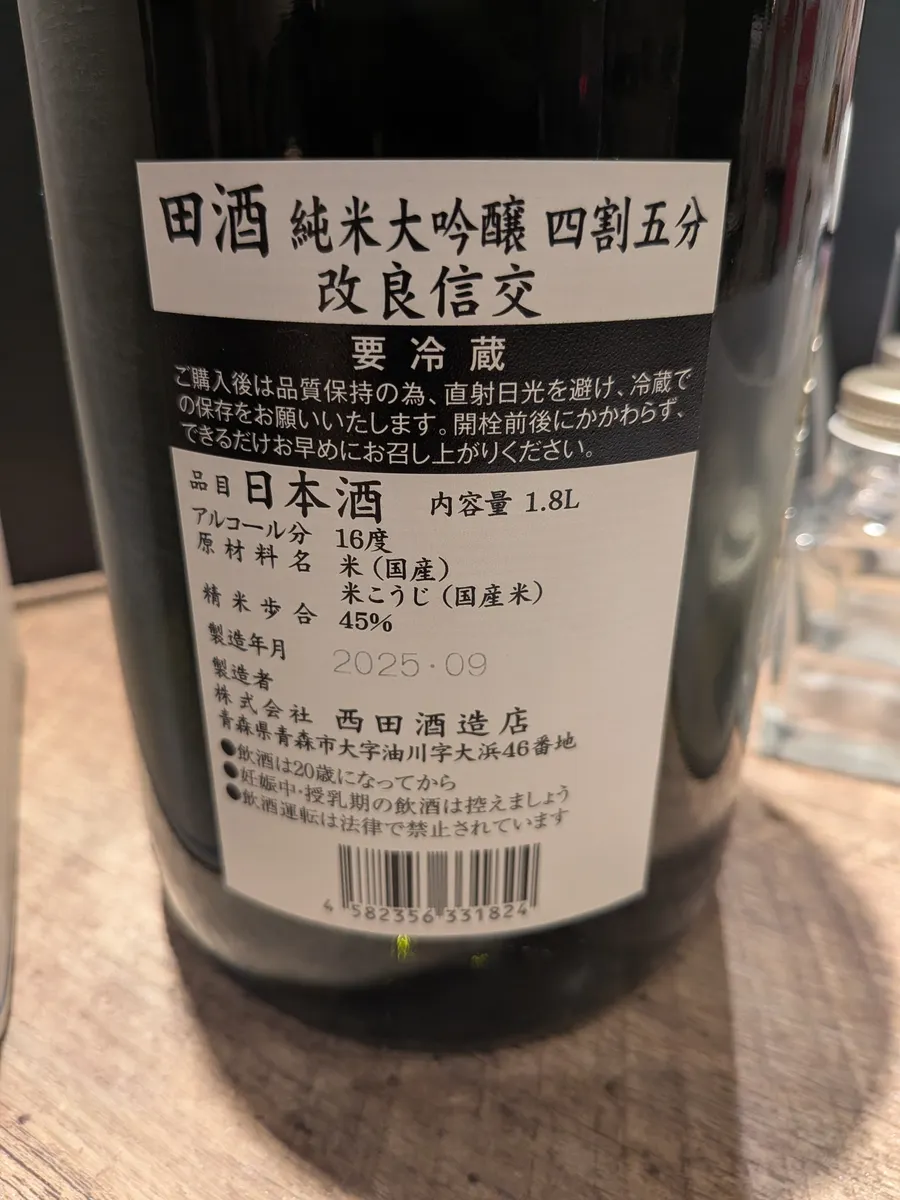 田酒 純米大吟醸 四割五分
改良信交
要冷蔵
ご購入後は品質保持の為、直射日光を避け、冷蔵で
の保存をお願いいたします。開栓前後にかかわらず、
できるだけお早めにお召し上がりください。
品目 日本酒 内容量 1.8L
アルコール分 16度
原材料名 米(国産)
米こうじ(国産米)
精米歩合 45%
製造年月 2025・09
製造者
株式会社 西田酒造店
青森県青森市大字油川字大浜46番地
●飲酒は20歳になってから
●妊娠中・授乳期の飲酒は控えましょう
●飲酒運転は法律で禁止されています
4 582356 331824